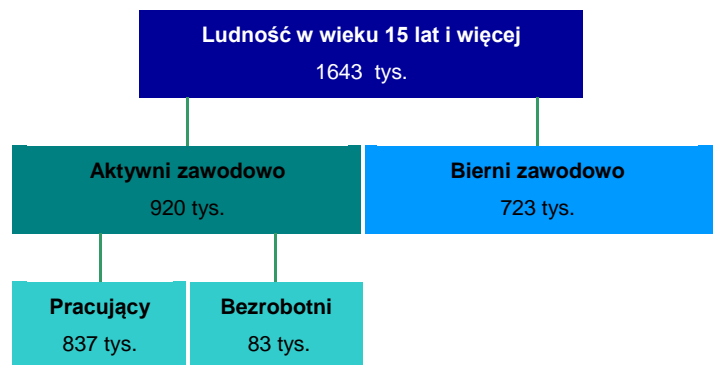 Ludność w wieku 15 lat i więcej
1643 tys.
Aktywni zawodowo
920 tys.
Bierni zawodowo
723 tys.
Pracujący
837 tys.
Bezrobotni
83 tys.